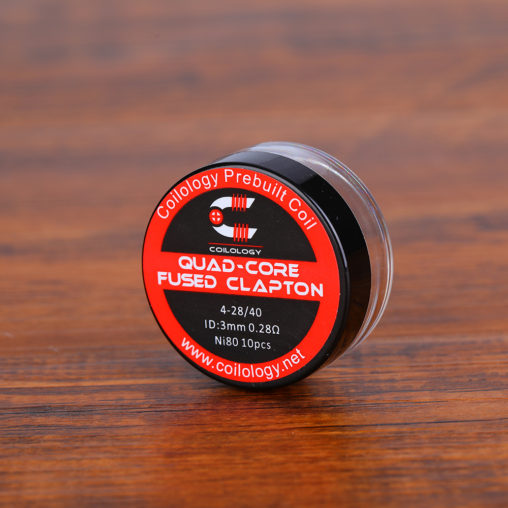 Coilology Prebuilt Coil
COILOLOGY
QUAD-CORE
FUSED CLAPTON
4-28/40
ID:3mm 0.28Ω
Ni80 10pcs
www.coilology.net